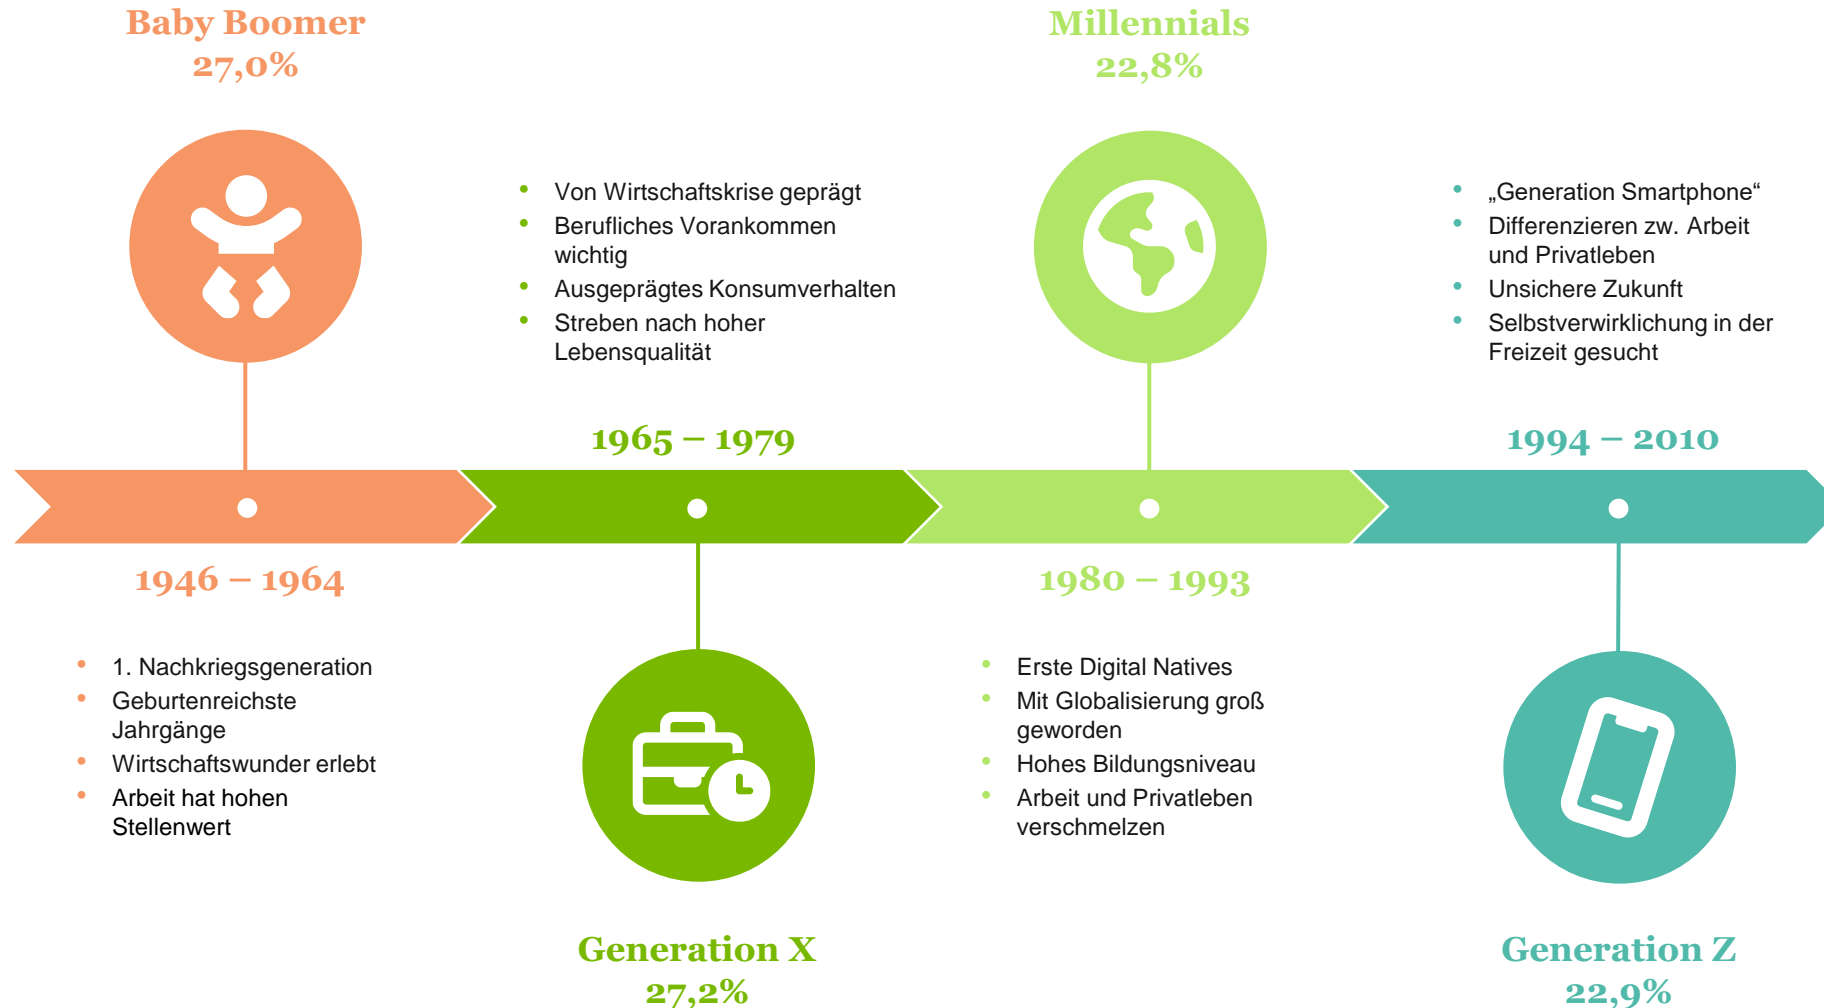 Baby Boomer
27,0%
1946 – 1964
1. Nachkriegsgeneration
Geburtenreichste
Jahrgänge
Wirtschaftswunder erlebt
Arbeit hat hohen
Stellenwert
Von Wirtschaftskrise geprägt
Berufliches Vorankommen
wichtig
Ausgeprägtes Konsumverhalten
Streben nach hoher
Lebensqualität
1965 – 1979
Generation X
27,2%
Millennials
22,8%
1980 – 1993
Erste Digital Natives
Mit Globalisierung groß
geworden
Hohes Bildungsniveau
Arbeit und Privatleben
verschmelzen
„Generation Smartphone“
Differenzieren zw. Arbeit
und Privatleben
Unsichere Zukunft
Selbstverwirklichung in der
Freizeit gesucht
1994 – 2010
Generation Z
22,9%